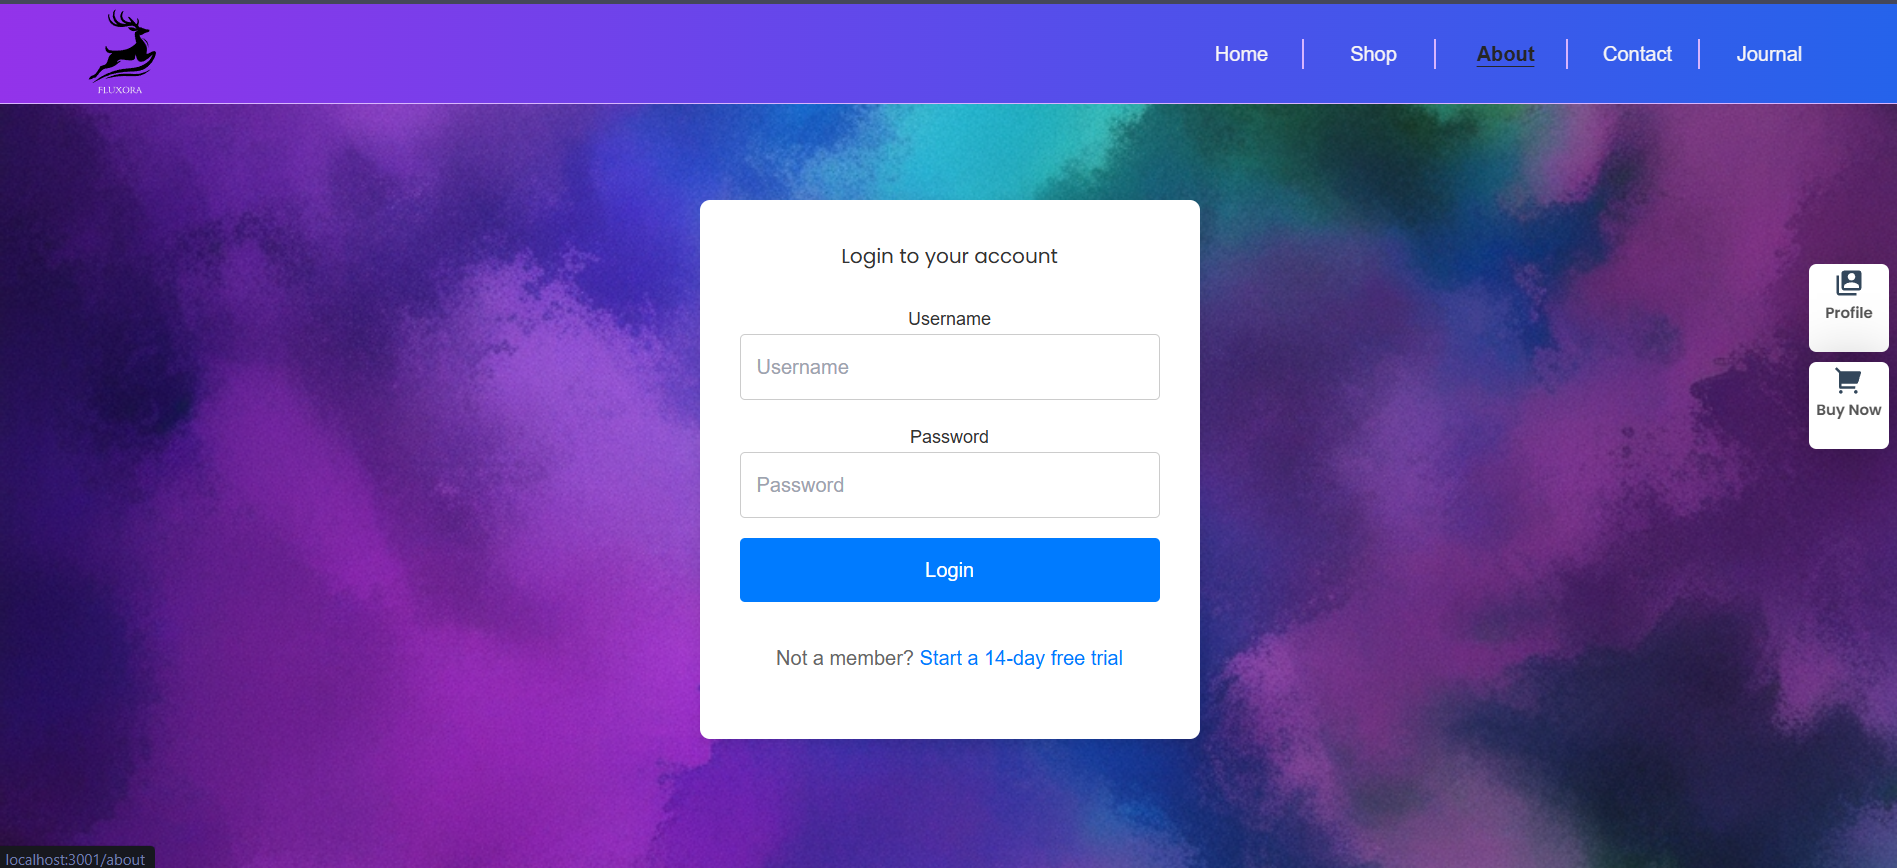 FLUXORA
Home
Shop
About
Contact
Journal
Login to your account
Username
Username
Password
Password
Login
Not a member? Start a 14-day free trial
Profile
Buy Now
localhost:3001/about